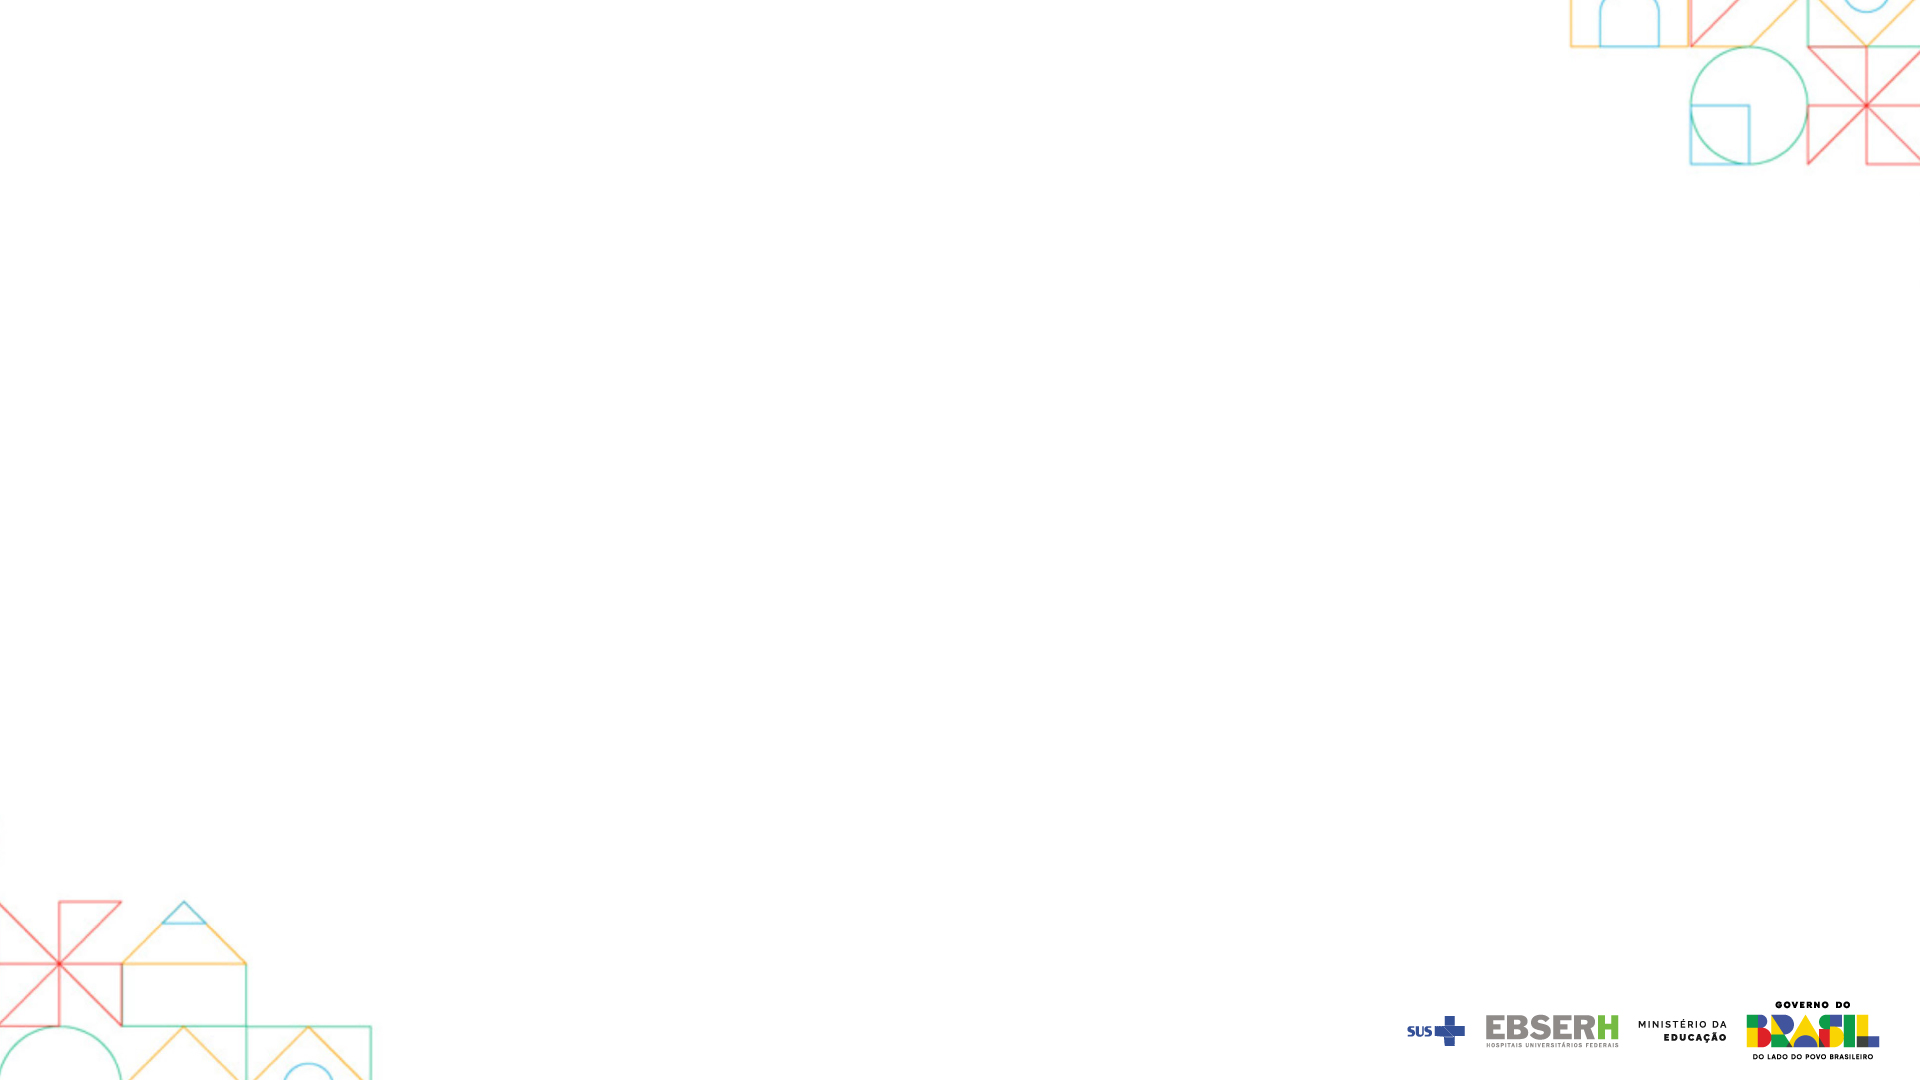 SUS
EBSERH
HOSPITAIS UNIVERSITÁRIOS FEDERAIS
MINISTÉRIO DA
EDUCAÇÃO
GOVERNO DO
BRASIL
DO LADO DO POVO BRASILEIRO